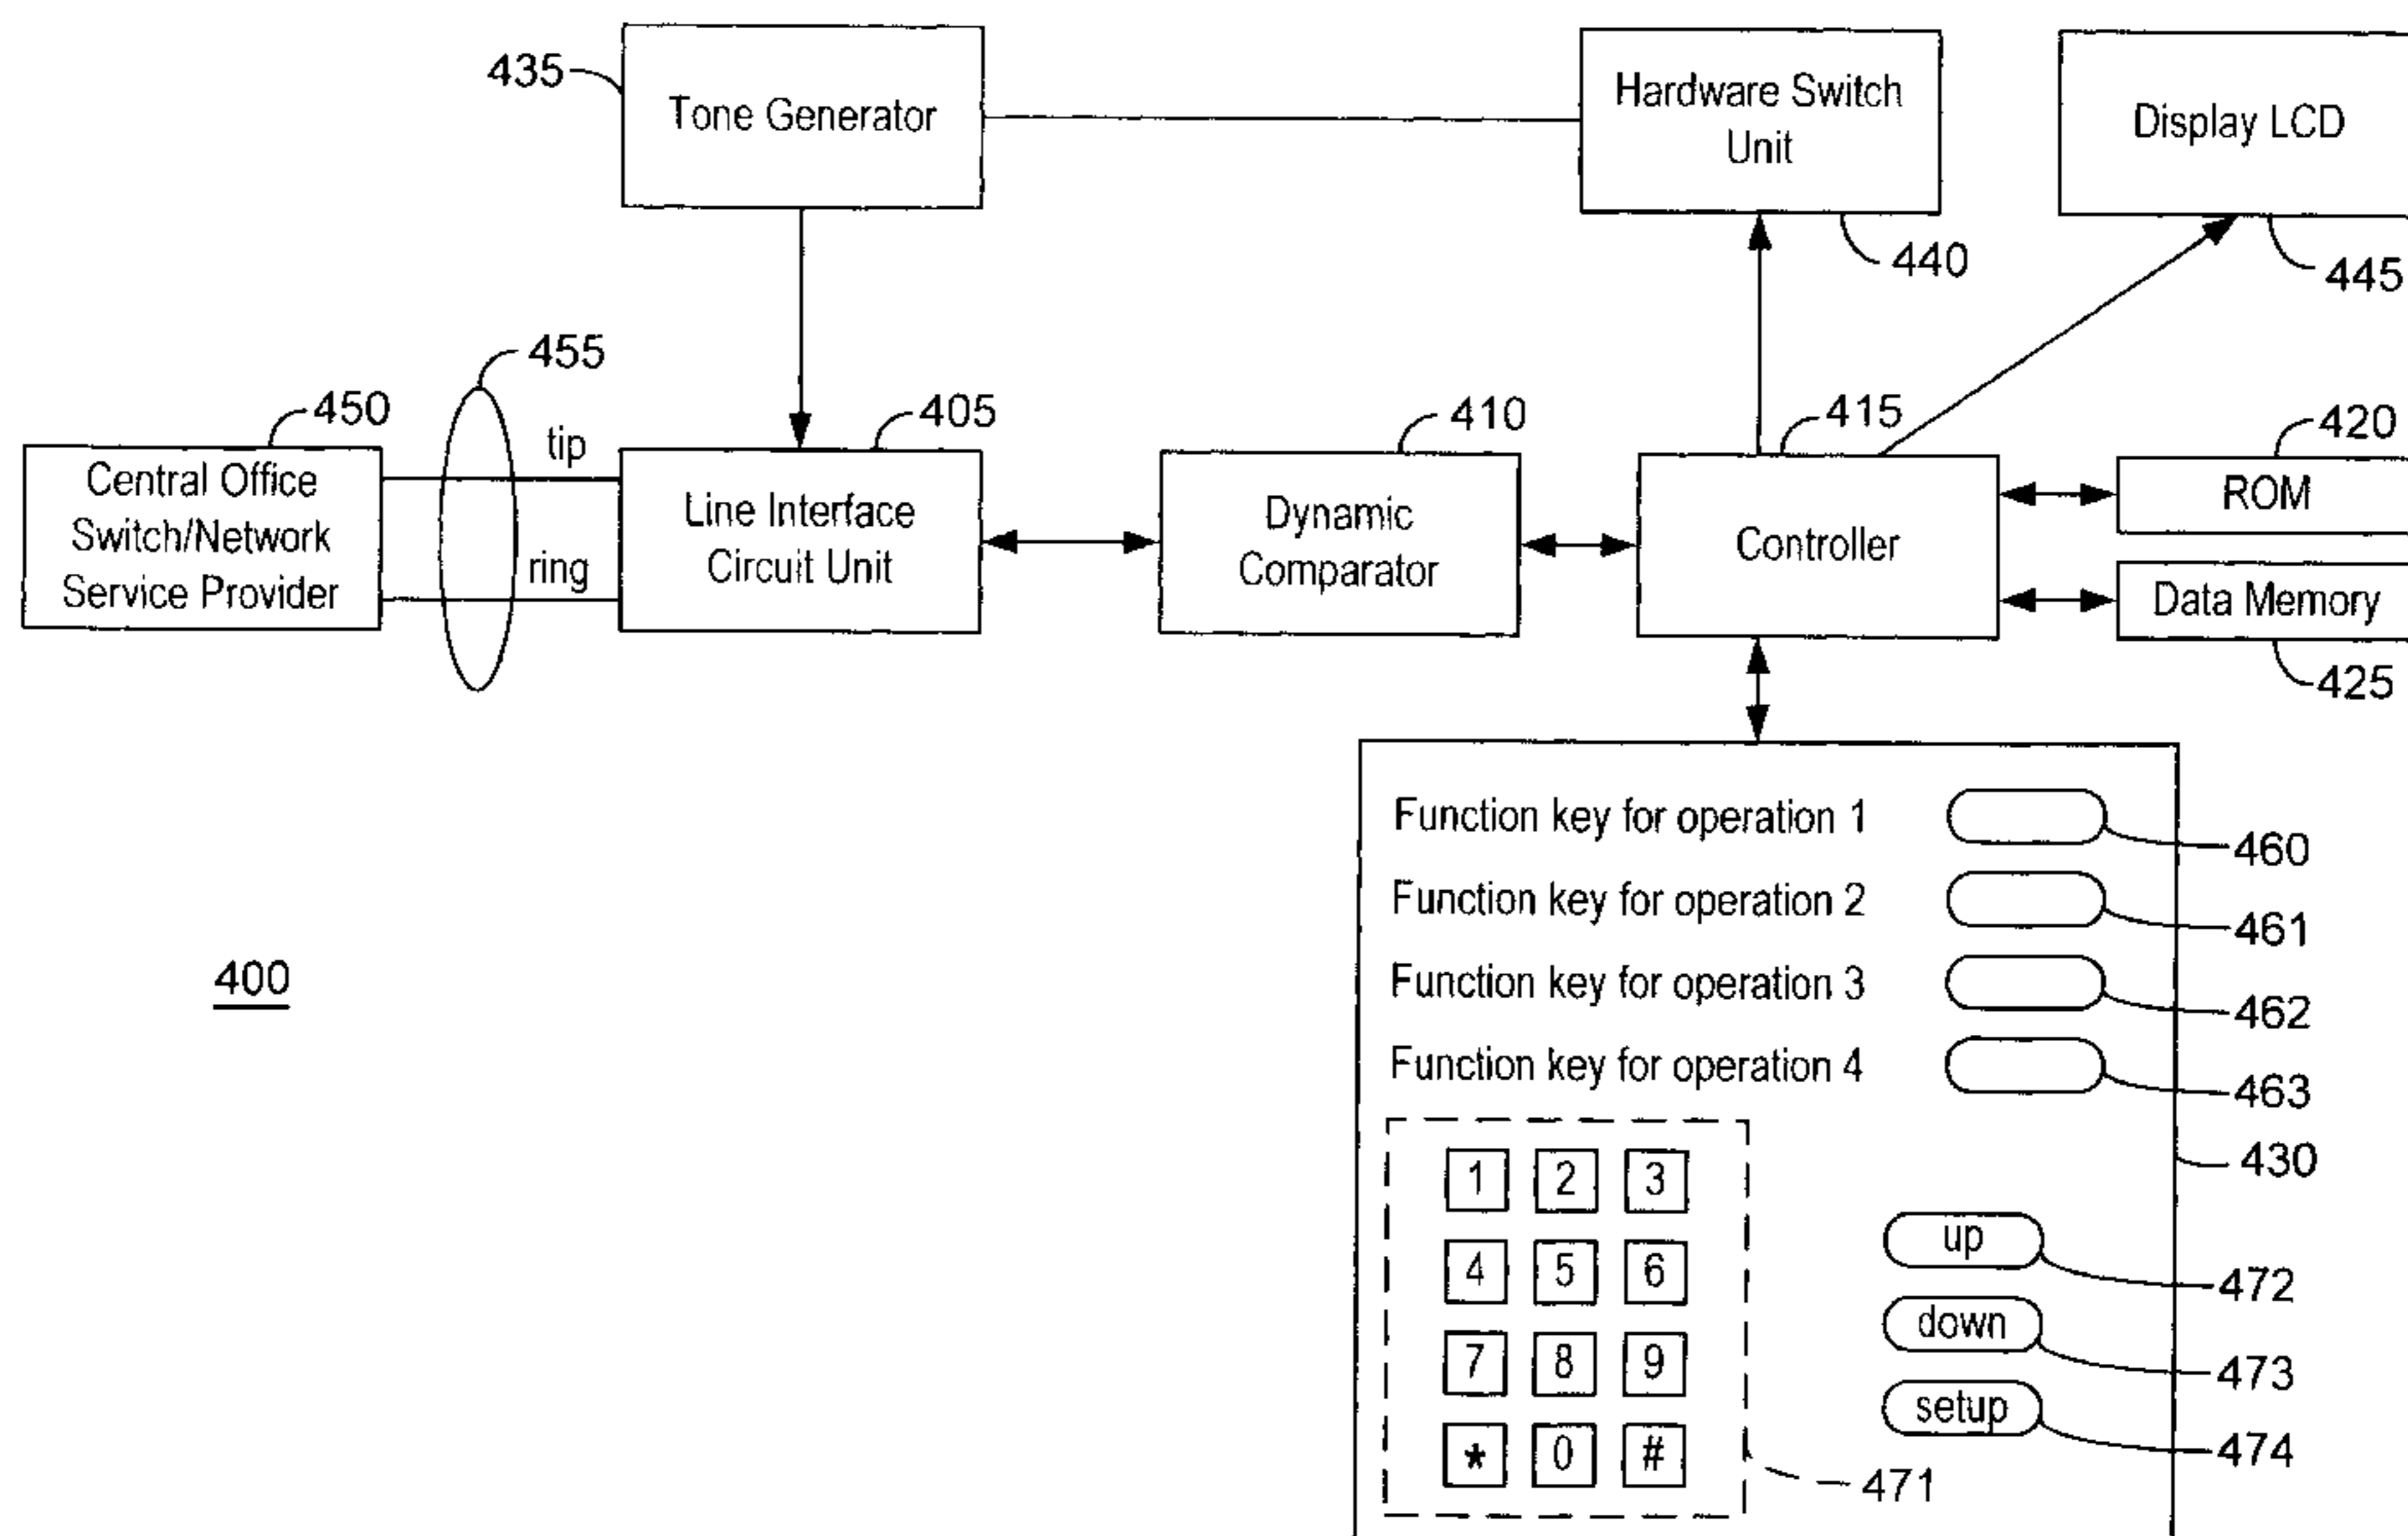 435
Tone Generator
Hardware Switch
Unit
440
Display LCD
445
455
450
tip
405
410
415
420
Central Office
Switch/Network
Service Provider
ring
Line Interface
Circuit Unit
Dynamic
Comparator
Controller
ROM
Data Memory
425
Function key for operation 1
460
Function key for operation 2
461
Function key for operation 3
462
Function key for operation 4
463
400
430
1 2 3
4 5 6
7 8 9
* 0 #
471
up
472
down
473
setup
474